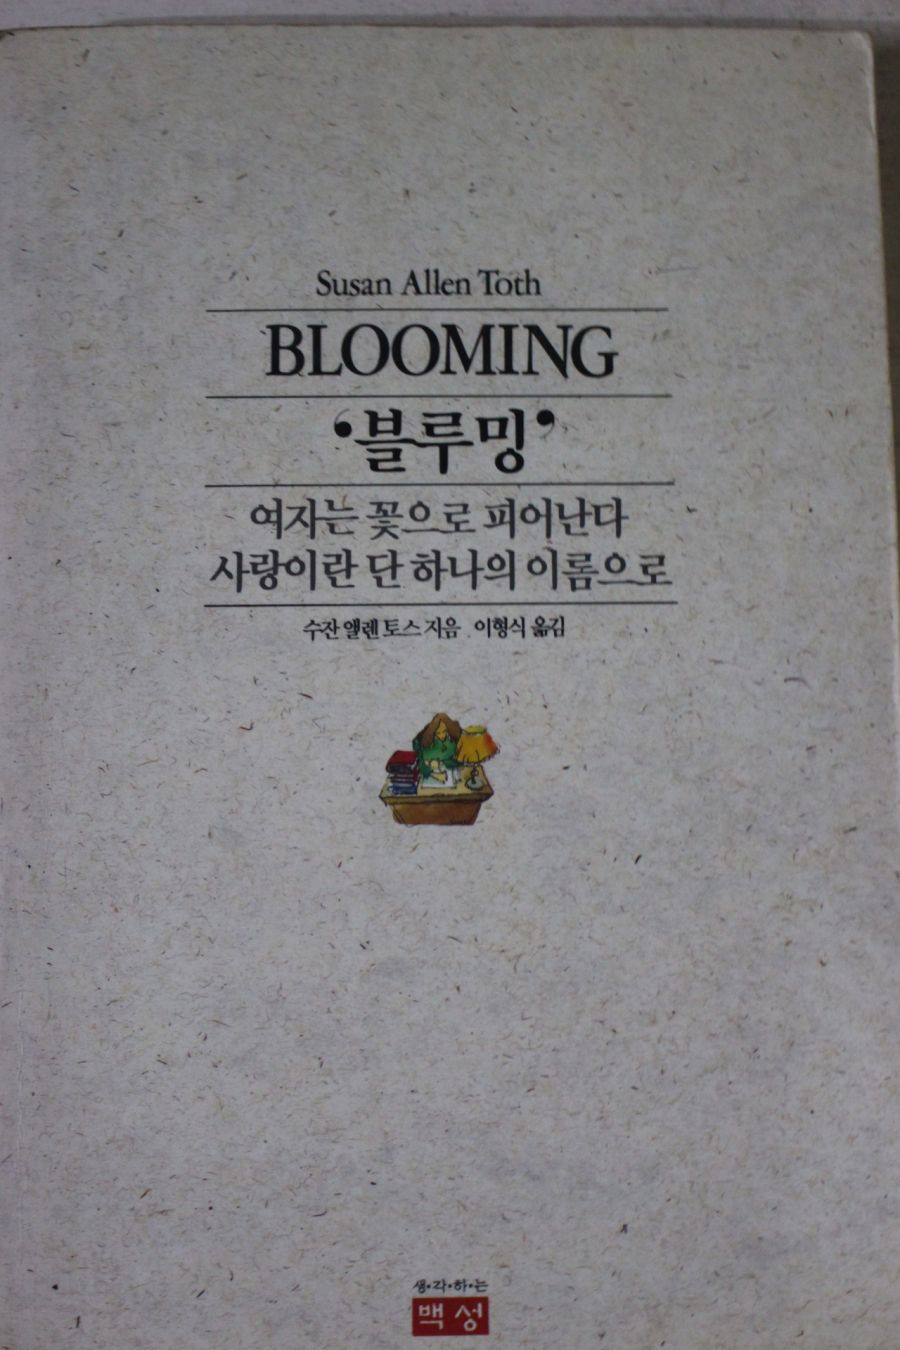 Susan Allen Toth
BLOOMING
‘블루밍’
여자는 꽃으로 피어난다
사랑이란 단 하나의 이름으로
수잔 앨렌 토스 지음 이형식 옮김
생·각·하·는
백성